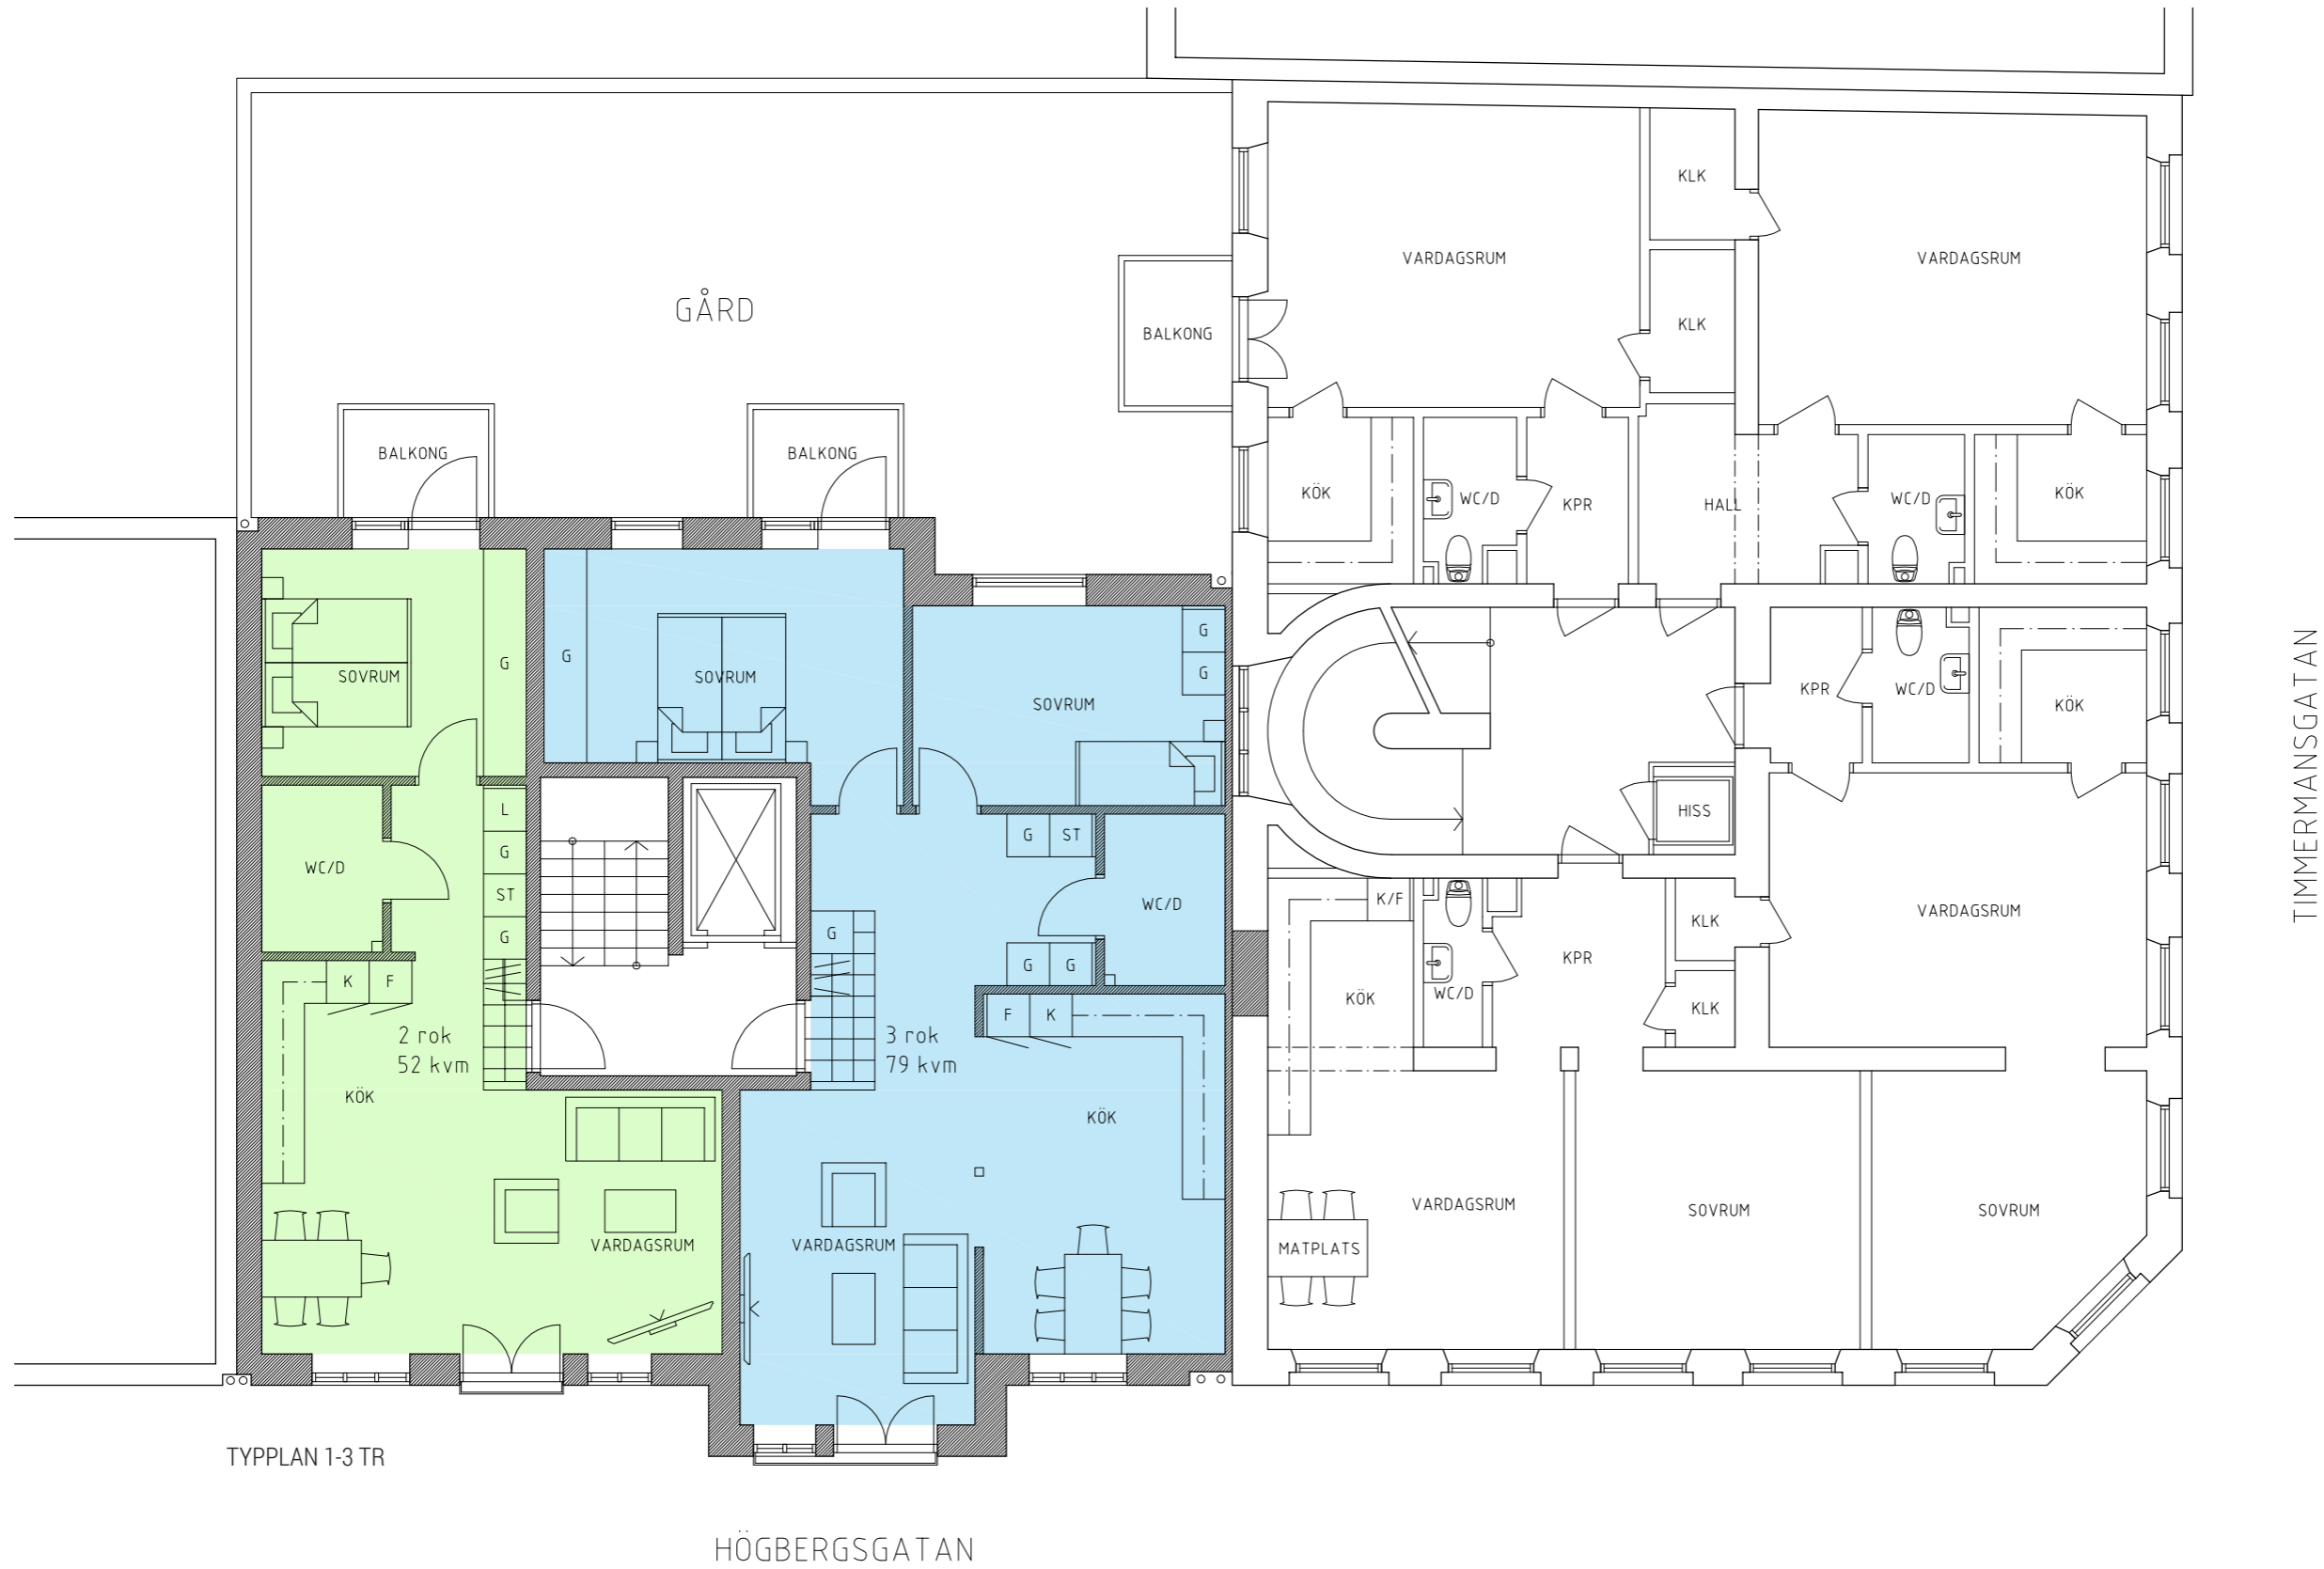 KLK
VARDAGSRUM
VARDAGSRUM
GÅRD
KLK
BALKONG
BALKONG
BALKONG
KÖK
WC/D
KPR
HALL
WC/D
KÖK
G
G
G
G
SOVRUM
SOVRUM
SOVRUM
KPR
WC/D
KÖK
TIMMERMANSGATAN
L
G
ST
G
G
ST
G
G
G
WC/D
WC/D
HISS
K/F
KLK
VARDAGSRUM
KPR
K
F
F
K
KÖK
WC/D
KLK
2 rok
52 kvm
3 rok
79 kvm
KÖK
KÖK
VARDAGSRUM
SOVRUM
SOVRUM
VARDAGSRUM
VARDAGSRUM
MATPLATS
TYPPLAN 1-3 TR
HÖGBERGSGATAN